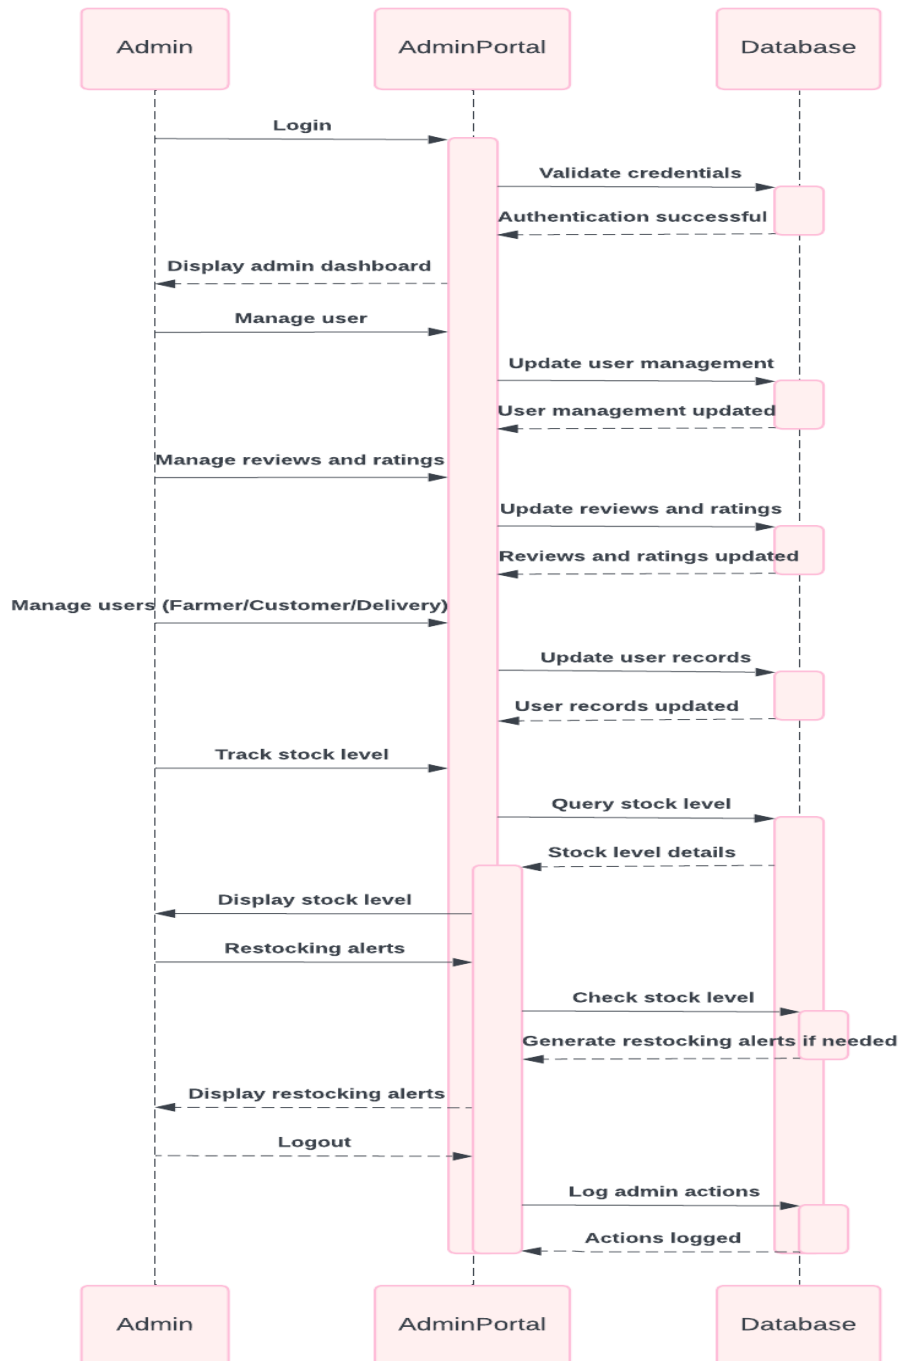 Admin
AdminPortal
Database
Login
Validate credentials
Authentication successful
Display admin dashboard
Manage user
Update user management
User management updated
Manage reviews and ratings
Update reviews and ratings
Reviews and ratings updated
Manage users (Farmer/Customer/Delivery)
Update user records
User records updated
Track stock level
Query stock level
Stock level details
Display stock level
Restocking alerts
Check stock level
Generate restocking alerts if needed
Display restocking alerts
Logout
Log admin actions
Actions logged
Admin
AdminPortal
Database